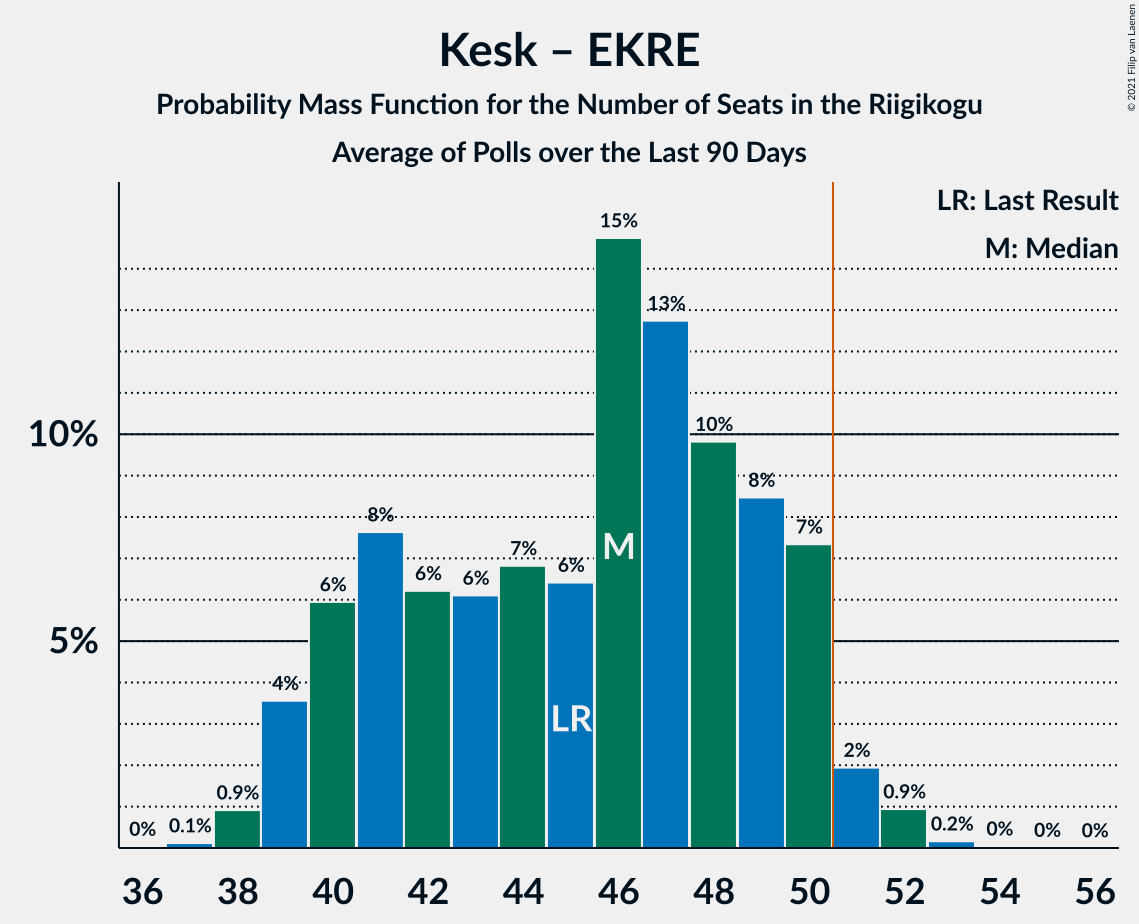 Kesk – EKRE
Probability Mass Function for the Number of Seats in the Riigikogu
Average of Polls over the Last 90 Days
© 2021 Filip van Laenen
LR: Last Result
M: Median
10%
5%
0%
0.1%
0.9%
4%
6%
8%
6%
6%
7%
6%
15%
13%
10%
8%
7%
2%
0.9%
0.2%
0%
0%
0%
M
LR
36 38 40 42 44 46 48 50 52 54 56